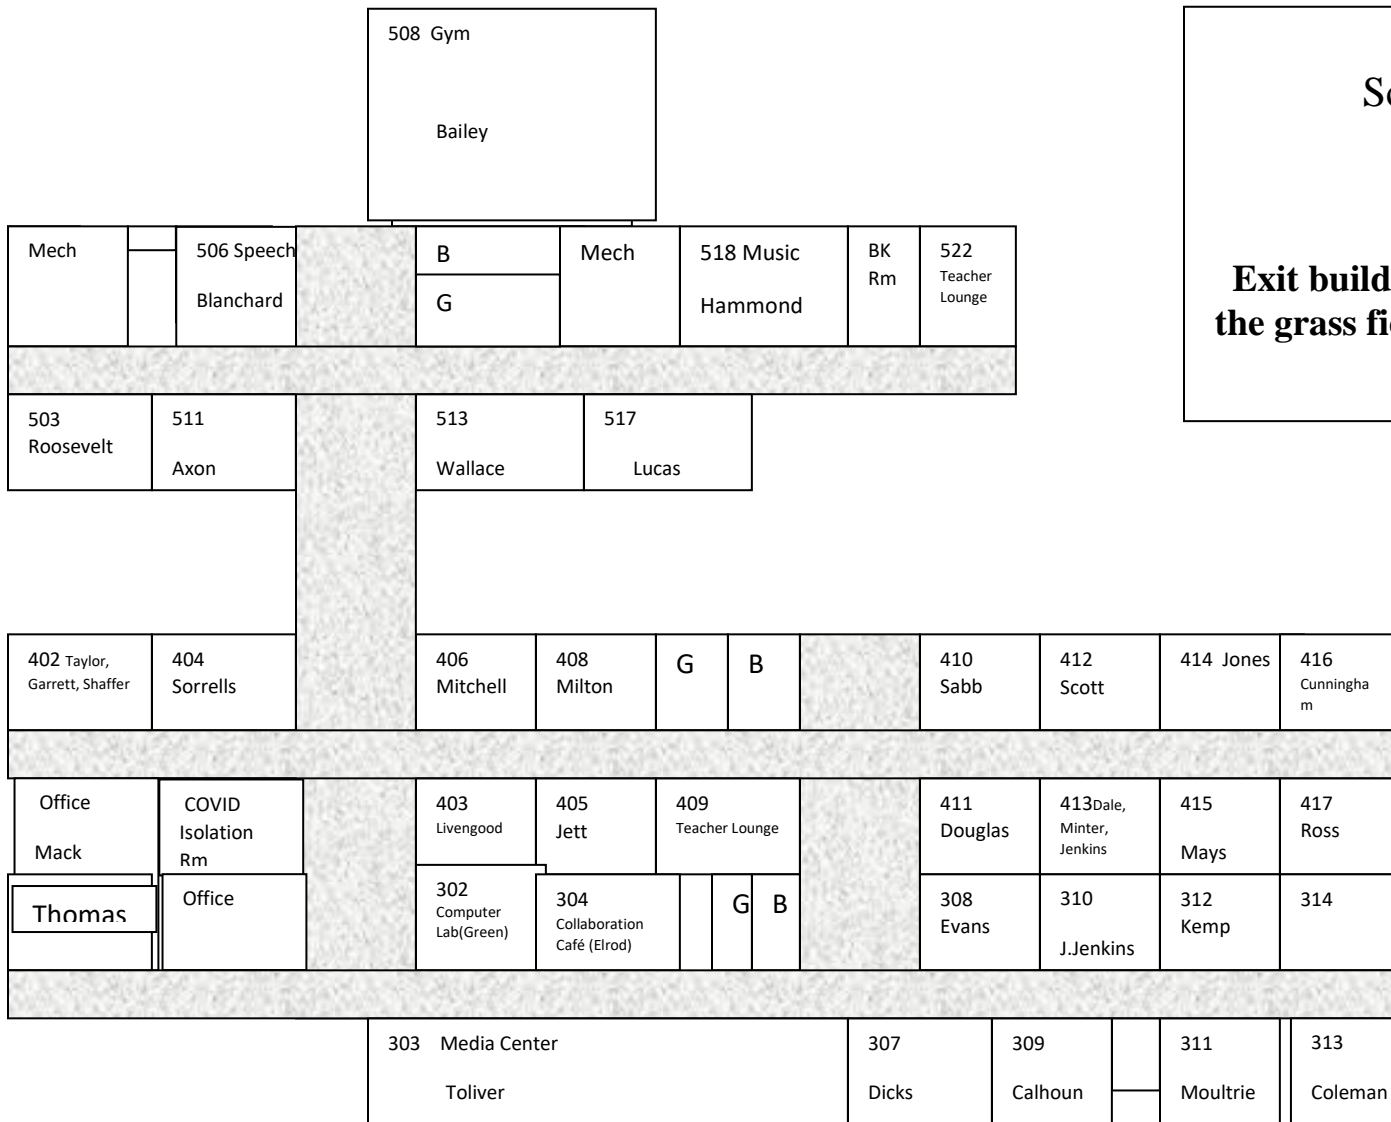 508 Gym
Bailey
Sc
Exit build
the grass fi
Mech
506 Speech
Blanchard
B
G
Mech
518 Music
Hammond
BK
Rm
522
Teacher
Lounge
503
Roosevelt
511
Axon
513
Wallace
517
Lucas
402 Taylor,
Garrett, Shaffer
404
Sorrells
406
Mitchell
408
Milton
G
B
410
Sabb
412
Scott
414 Jones
416
Cunningha
m
Office
Mack
COVID
Isolation
Rm
403
Livengood
405
Jett
409
Teacher Lounge
411
Douglas
413Dale,
Minter,
Jenkins
415
Mays
417
Ross
Thomas
Office
302
Computer
Lab(Green)
304
Collaboration
Café (Elrod)
G
B
308
Evans
310
J.Jenkins
312
Kemp
314
303 Media Center
Toliver
307
Dicks
309
Calhoun
311
Moultrie
313
Coleman